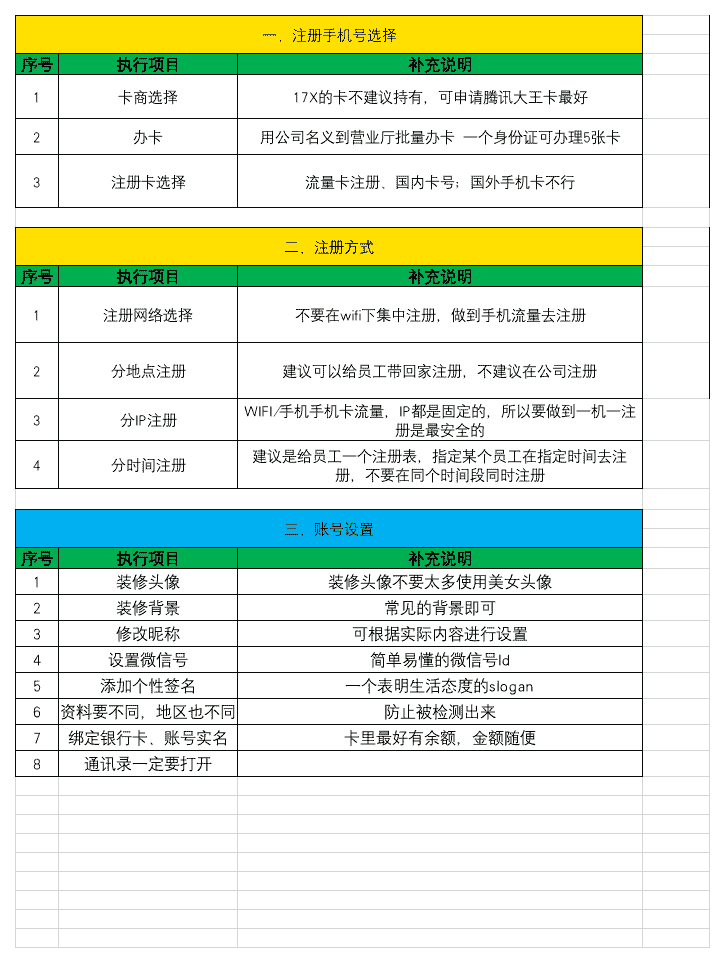 一、注册手机号选择
序号 执行项目 补充说明
1 卡商选择 17X的卡不建议持有，可申请腾讯大王卡最好
2 办卡 用公司名义到营业厅批量办卡 一个身份证可办理5张卡
3 注册卡选择 流量卡注册、国内卡号；国外手机卡不行
二、注册方式
序号 执行项目 补充说明
1 注册网络选择 不要在wifi下集中注册，做到手机流量去注册
2 分地点注册 建议可以给员工带回家注册，不建议在公司注册
3 分IP注册 WIFI/手机手机卡流量，IP都是固定的，所以要做到一机一注
册是最安全的
4 分时间注册 建议是给员工一个注册表，指定某个员工在指定时间去注
册，不要在同个时间段同时注册
三、账号设置
序号 执行项目 补充说明
1 装修头像 装修头像不要太多使用美女头像
2 装修背景 常见的背景即可
3 修改昵称 可根据实际内容进行设置
4 设置微信号 简单易懂的微信号Id
5 添加个性签名 一个表明生活态度的slogan
6 资料要不同，地区也不同 防止被检测出来
7 绑定银行卡、账号实名 卡里最好有余额，金额随便
8 通讯录一定要打开